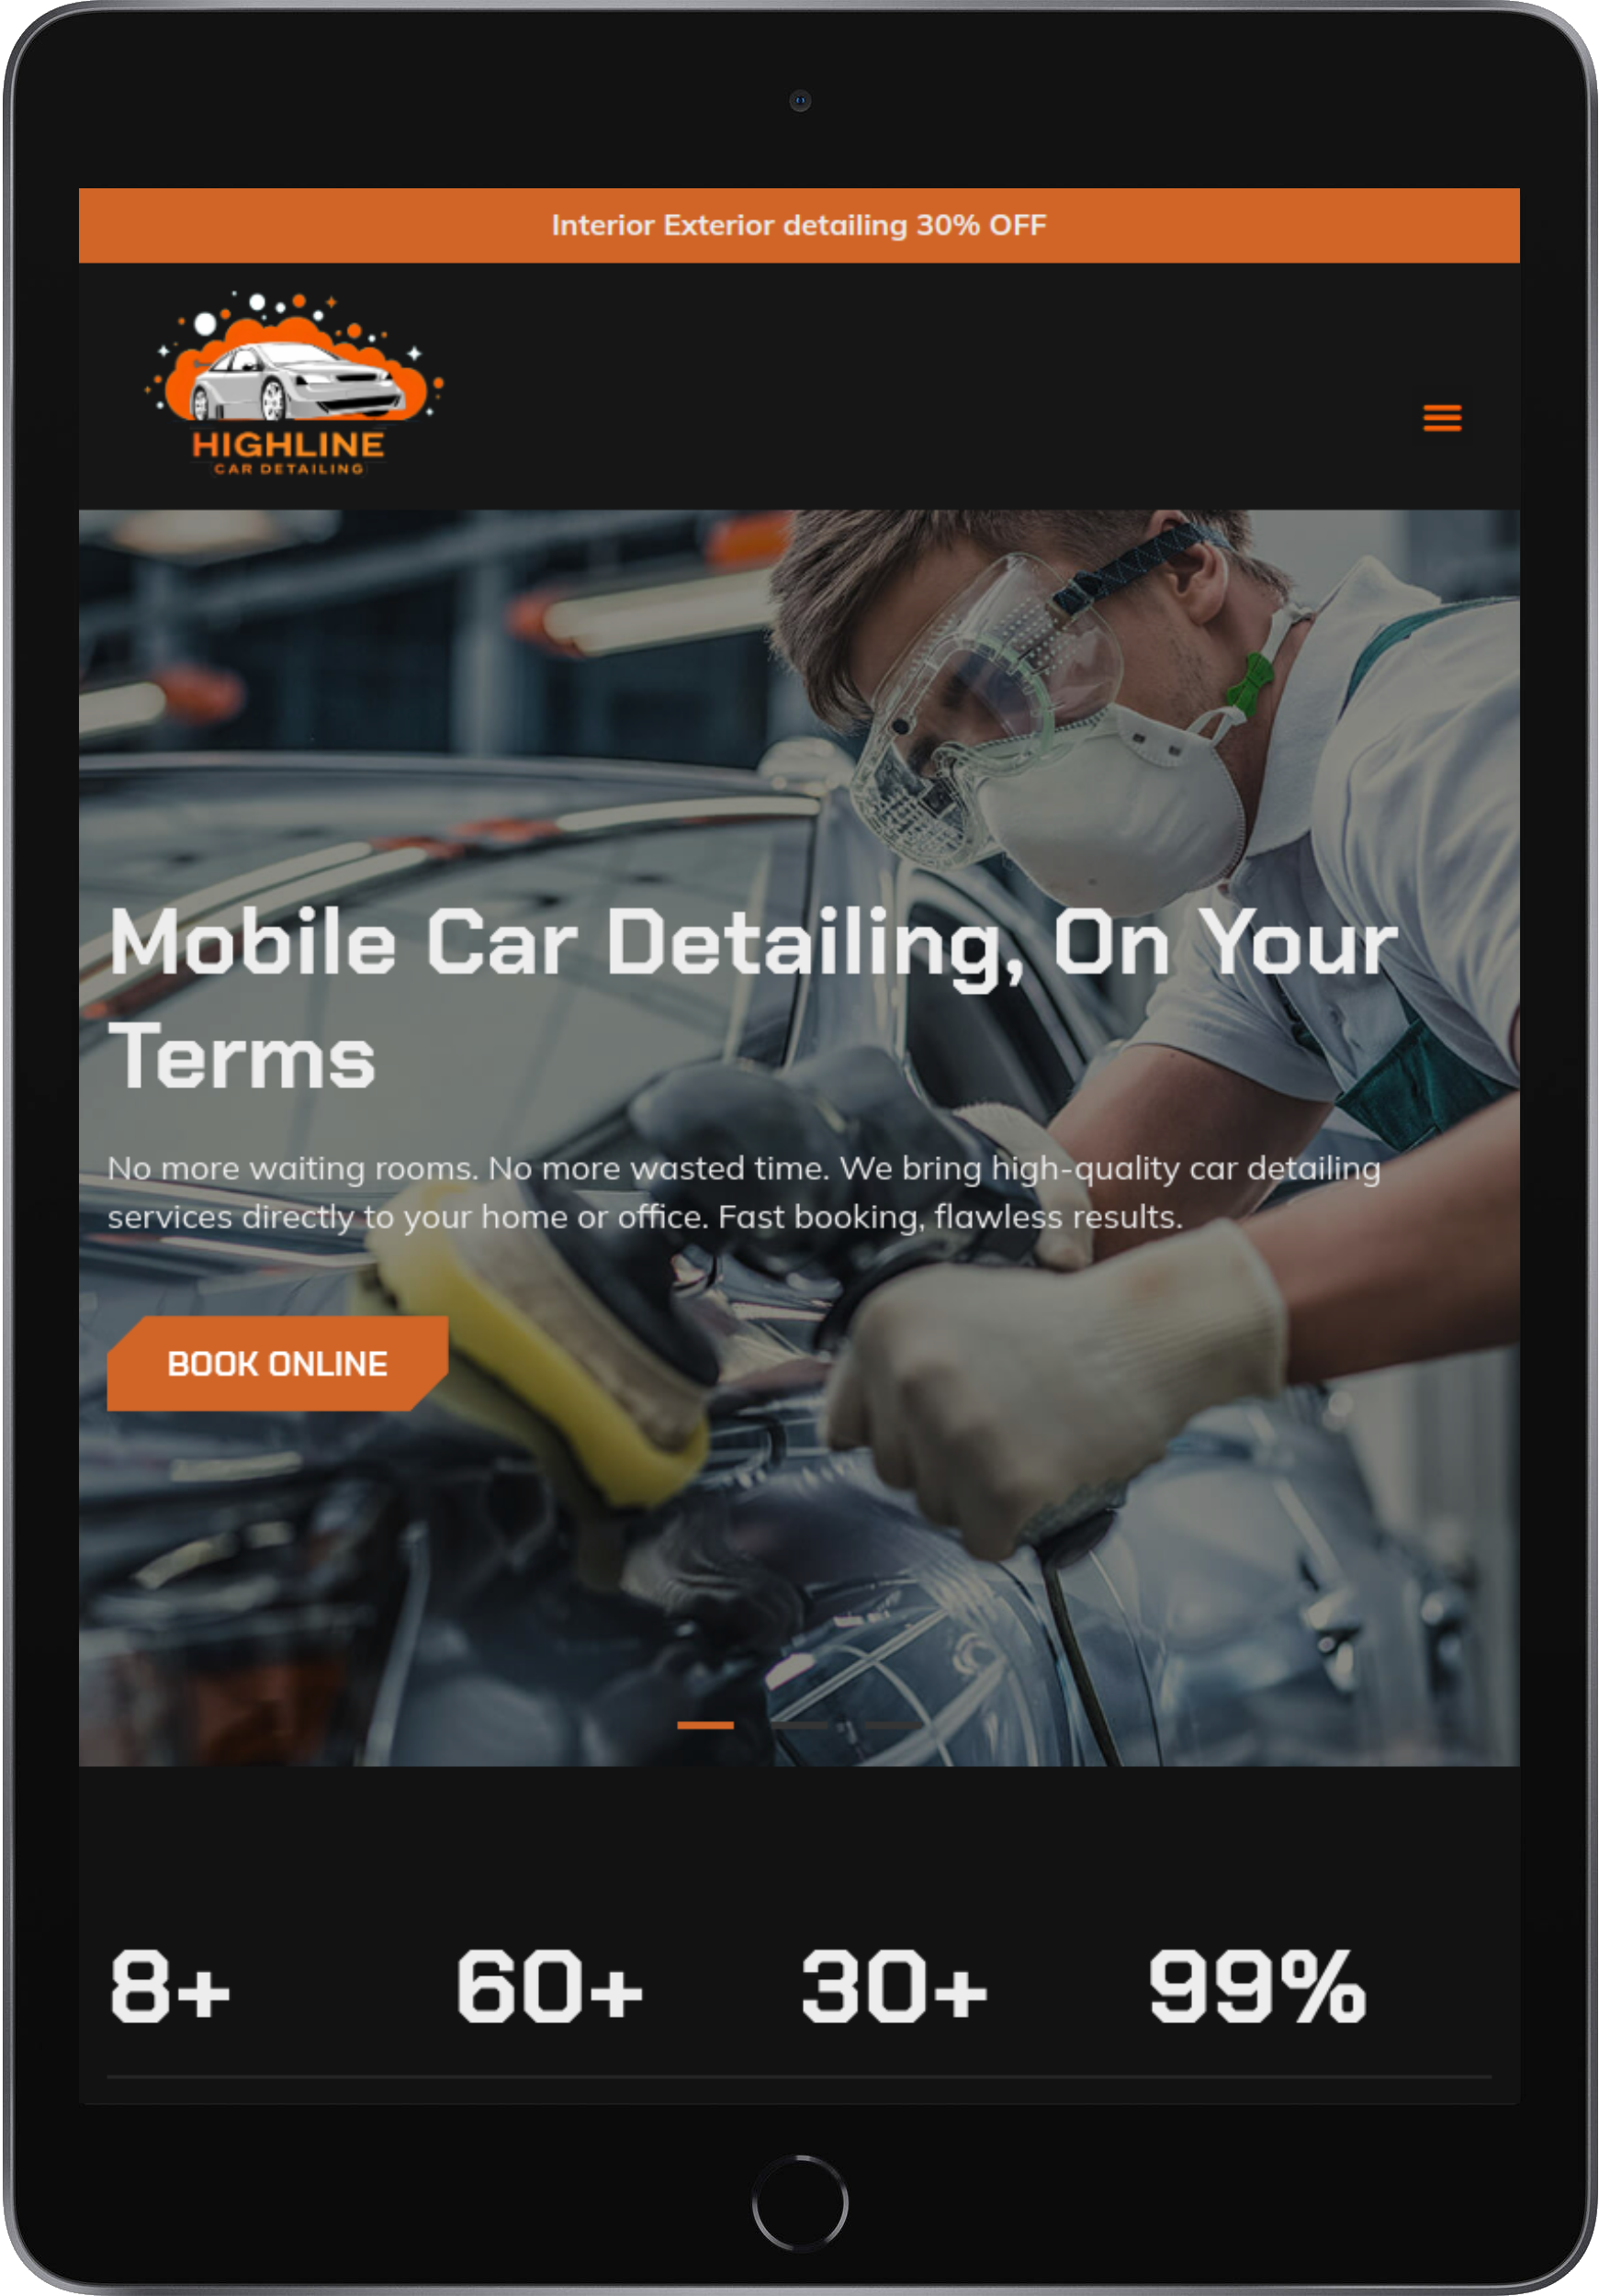 Interior Exterior detailing 30% OFF
HIGHLINE
CAR DETAILING
Mobile Car Detailing, On Your
Terms
No more waiting rooms. No more wasted time. We bring high-quality car detailing
services directly to your home or office. Fast booking, flawless results.
BOOK ONLINE
8+ 60+ 30+ 99%